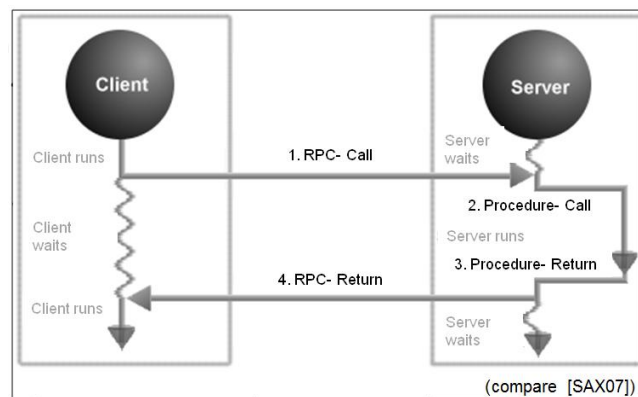 Client
Server
Client runs
1. RPC- Call
Server
waits
2. Procedure- Call
Client
waits
Server runs
3. Procedure- Return
4. RPC- Return
Client runs
Server
waits
(compare [SAX07])